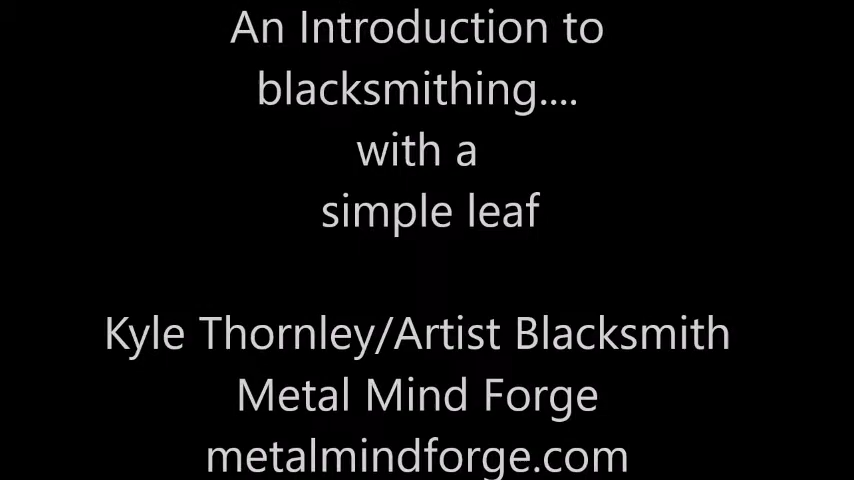 An Introduction to
blacksmithing....
with a
simple leaf
Kyle Thornley/Artist Blacksmith
Metal Mind Forge
metalmindforge.com